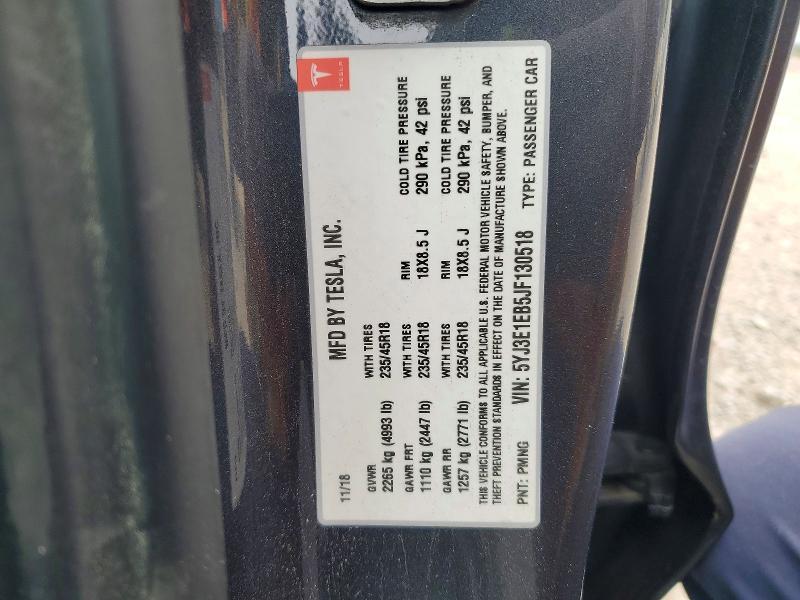 TESLA
MFD BY TESLA, INC.
11/18
GVWR WITH TIRES
2265 kg (4993 lb) 235/45R18
GAWR FRT WITH TIRES RIM COLD TIRE PRESSURE
1110 kg (2447 lb) 235/45R18 18X8.5 J 290 kPa, 42 psi
GAWR RR WITH TIRES RIM COLD TIRE PRESSURE
1257 kg (2771 lb) 235/45R18 18X8.5 J 290 kPa, 42 psi
THIS VEHICLE CONFORMS TO ALL APPLICABLE U.S. FEDERAL MOTOR VEHICLE SAFETY, BUMPER, AND
THEFT PREVENTION STANDARDS IN EFFECT ON THE DATE OF MANUFACTURE SHOWN ABOVE.
PNT: PMNG VIN: 5YJ3E1EB5JF130518 TYPE: PASSENGER CAR